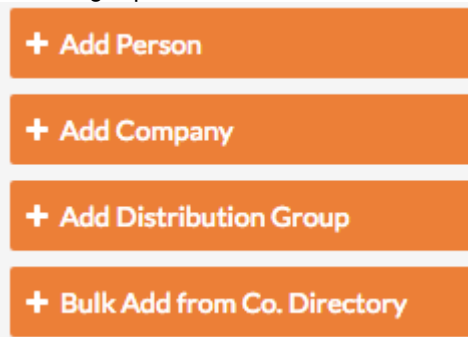 + Add Person
+ Add Company
+ Add Distribution Group
+ Bulk Add from Co. Directory